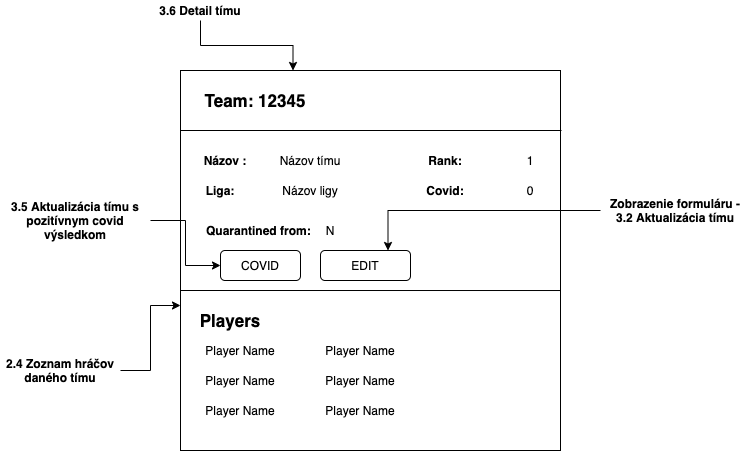 3.6 Detail tímu
Team: 12345
Názov : Názov tímu Rank: 1
Liga: Názov ligy Covid: 0
3.5 Aktualizácia tímu s
pozitívnym covid
výsledkom
Zobrazenie formuláru -
3.2 Aktualizácia tímu
Quarantined from: N
COVID EDIT
Players
Player Name Player Name
2.4 Zoznam hráčov
daného tímu
Player Name Player Name
Player Name Player Name